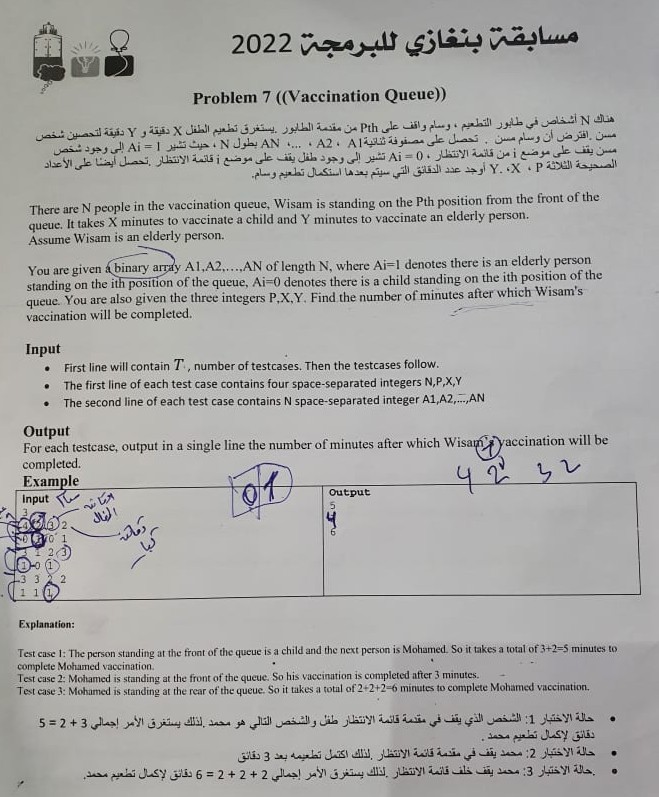 مسابقة بنغازي للبرمجة 2022
Problem 7 ((Vaccination Queue))
هناك N أشخاص في طابور التطعيم ، وسام واقف على Pth من مقدمة الطابور. يستغرق تطعيم الطفل X دقيقة و Y دقيقة لتحصين شخص
مسن. افترض أن وسام مسن . تحصل على مصفوفة ثنائية A1 ، A2 ، ... ، AN بطول N ، حيث تشير Ai = 1 إلى وجود شخص
مسن يقف على موضع i من قائمة الانتظار، Ai = 0 تشير إلى وجود طفل يقف على موضع i قائمة الانتظار. تحصل أيضًا على الأعداد
الصحيحة الثلاثة Y. ،X ، P أوجد عدد الدقائق التي سيتم بعدها استكمال تطعيم وسام.
There are N people in the vaccination queue, Wisam is standing on the Pth position from the front of the
queue. It takes X minutes to vaccinate a child and Y minutes to vaccinate an elderly person.
Assume Wisam is an elderly person.
You are given a binary array A1,A2,...,AN of length N, where Ai=1 denotes there is an elderly person
standing on the ith position of the queue, Ai=0 denotes there is a child standing on the ith position of the
queue. You are also given the three integers P,X,Y. Find the number of minutes after which Wisam's
vaccination will be completed.
Input
• First line will contain T, number of testcases. Then the testcases follow.
• The first line of each test case contains four space-separated integers N,P,X,Y
• The second line of each test case contains N space-separated integer A1,A2,...,AN
Output
For each testcase, output in a single line the number of minutes after which Wisam's vaccination will be
completed.
4 2 3 2
Example
0 1
Input
Output
3
5
4 2 3 2
4
0 1 0 1
6
3 1 2 3
1 0 1
3 3 2 2
1 1 1
Explanation:
Test case 1: The person standing at the front of the queue is a child and the next person is Mohamed. So it takes a total of 3+2=5 minutes to
complete Mohamed vaccination.
Test case 2: Mohamed is standing at the front of the queue. So his vaccination is completed after 3 minutes.
Test case 3: Mohamed is standing at the rear of the queue. So it takes a total of 2+2+2=6 minutes to complete Mohamed vaccination.
• حالة الاختبار 1: الشخص الذي يقف في مقدمة قائمة الانتظار طفل والشخص التالي هو محمد. لذلك يستغرق الأمر إجمالي 3 + 2 = 5
دقائق لإكمال تطعيم محمد .
• حالة الاختبار 2: محمد يقف في مقدمة قائمة الانتظار. لذلك اكتمل تطعيمه بعد 3 دقائق
• .حالة الاختبار 3: محمد يقف خلف قائمة الانتظار. لذلك يستغرق الأمر إجمالي 2 + 2 + 2 = 6 دقائق لإكمال تطعيم محمد.